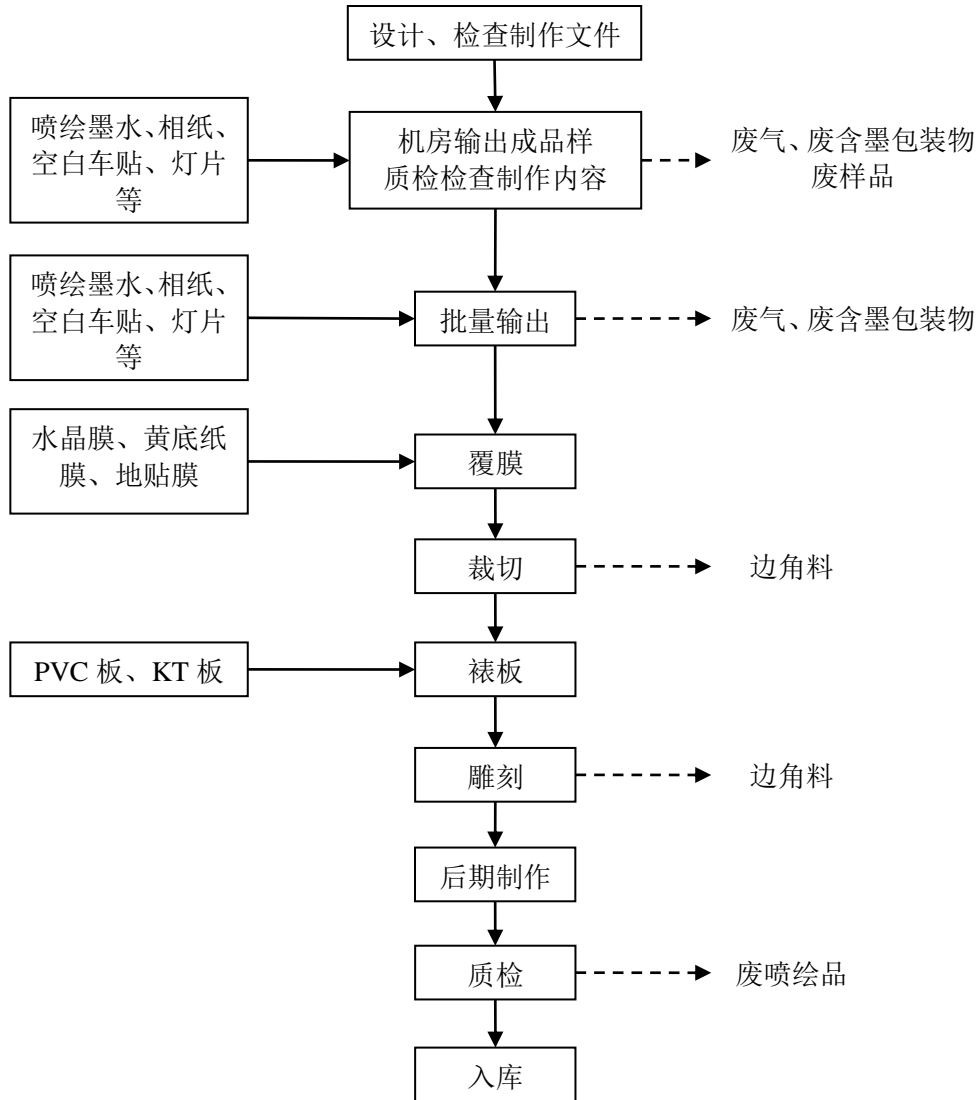 设计、检查制作文件
喷绘墨水、相纸、
空白车贴、灯片
等
机房输出成品样
质检检查制作内容
废气、废含墨包装物
废样品
喷绘墨水、相纸、
空白车贴、灯片
等
批量输出
废气、废含墨包装物
水晶膜、黄底纸
膜、地贴膜
覆膜
裁切
边角料
PVC 板、KT 板
裱板
雕刻
边角料
后期制作
质检
废喷绘品
入库